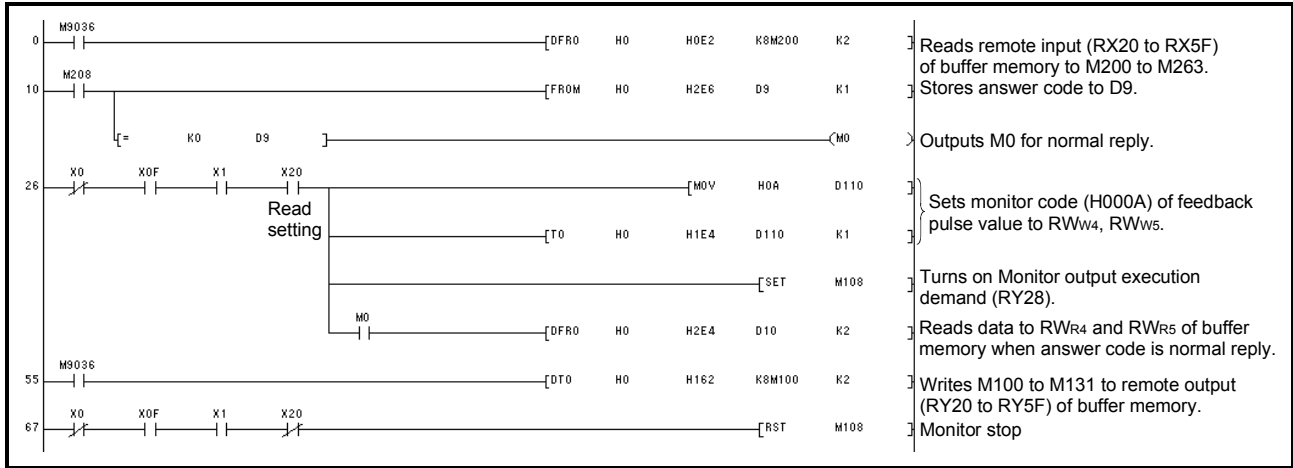 M9036
0 [DFRO H0 H0E2 K8M200 K2 ] Reads remote input (RX20 to RX5F)
of buffer memory to M200 to M263.
M208
10 [FROM H0 H2E6 D9 K1 ] Stores answer code to D9.
[= K0 D9 ] (M0 ) Outputs M0 for normal reply.
X0 X0F X1 X20
26 [MOV H0A D110 ]
Read
setting
Sets monitor code (H000A) of feedback
pulse value to RWW4, RWW5.
[TO H0 H1E4 D110 K1 ]
[SET M108 ] Turns on Monitor output execution
demand (RY28).
M0
[DFRO H0 H2E4 D10 K2 ] Reads data to RWR4 and RWR5 of buffer
memory when answer code is normal reply.
M9036
55 [DTO H0 H162 K8M100 K2 ] Writes M100 to M131 to remote output
(RY20 to RY5F) of buffer memory.
X0 X0F X1 X20
67 [RST M108 ] Monitor stop